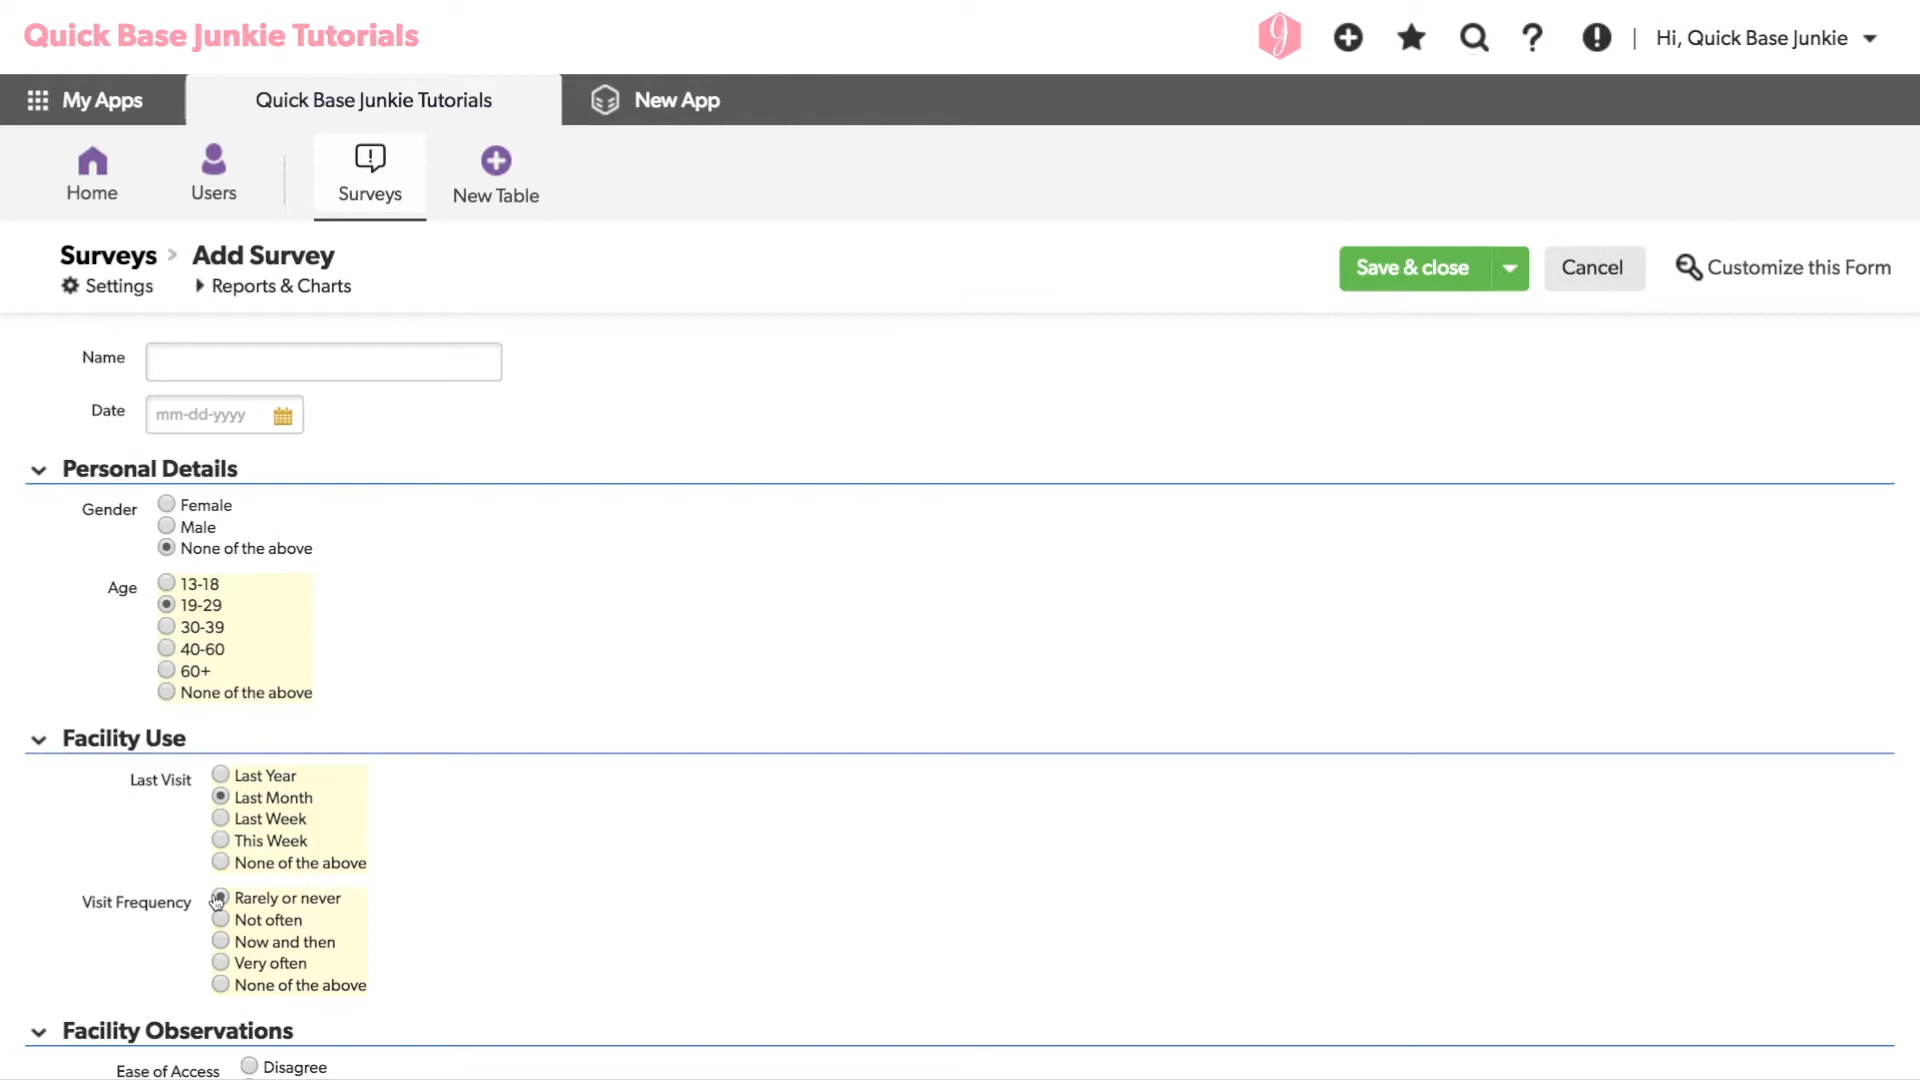 Quick Base Junkie Tutorials
Hi, Quick Base Junkie
My Apps
Quick Base Junkie Tutorials
New App
Home
Users
Surveys
New Table
Surveys > Add Survey
Settings
Reports & Charts
Save & close
Cancel
Customize this Form
Name
Date
mm-dd-yyyy
Personal Details
Gender
Female
Male
None of the above
Age
13-18
19-29
30-39
40-60
60+
None of the above
Facility Use
Last Visit
Last Year
Last Month
Last Week
This Week
None of the above
Visit Frequency
Rarely or never
Not often
Now and then
Very often
None of the above
Facility Observations
Ease of Access
Disagree